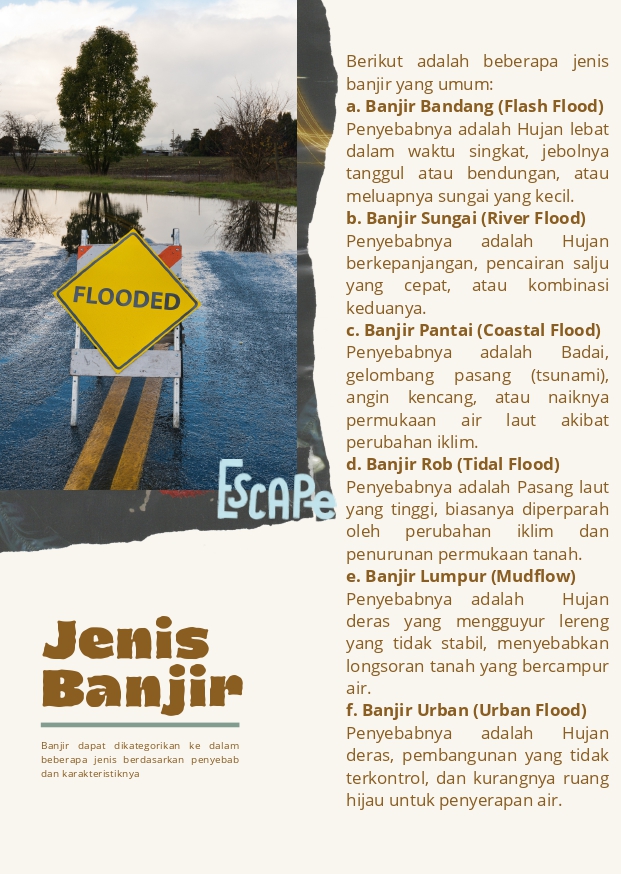 FLOODED
EscAPe
Jenis
Banjir
Banjir dapat dikategorikan ke dalam
beberapa jenis berdasarkan penyebab
dan karakteristiknya
Berikut adalah beberapa jenis
banjir yang umum:
a. Banjir Bandang (Flash Flood)
Penyebabnya adalah Hujan lebat
dalam waktu singkat, jebolnya
tanggul atau bendungan, atau
meluapnya sungai yang kecil.
b. Banjir Sungai (River Flood)
Penyebabnya adalah Hujan
berkepanjangan, pencairan salju
yang cepat, atau kombinasi
keduanya.
c. Banjir Pantai (Coastal Flood)
Penyebabnya adalah Badai,
gelombang pasang (tsunami),
angin kencang, atau naiknya
permukaan air laut akibat
perubahan iklim.
d. Banjir Rob (Tidal Flood)
Penyebabnya adalah Pasang laut
yang tinggi, biasanya diperparah
oleh perubahan iklim dan
penurunan permukaan tanah.
e. Banjir Lumpur (Mudflow)
Penyebabnya adalah Hujan
deras yang mengguyur lereng
yang tidak stabil, menyebabkan
longsoran tanah yang bercampur
air.
f. Banjir Urban (Urban Flood)
Penyebabnya adalah Hujan
deras, pembangunan yang tidak
terkontrol, dan kurangnya ruang
hijau untuk penyerapan air.